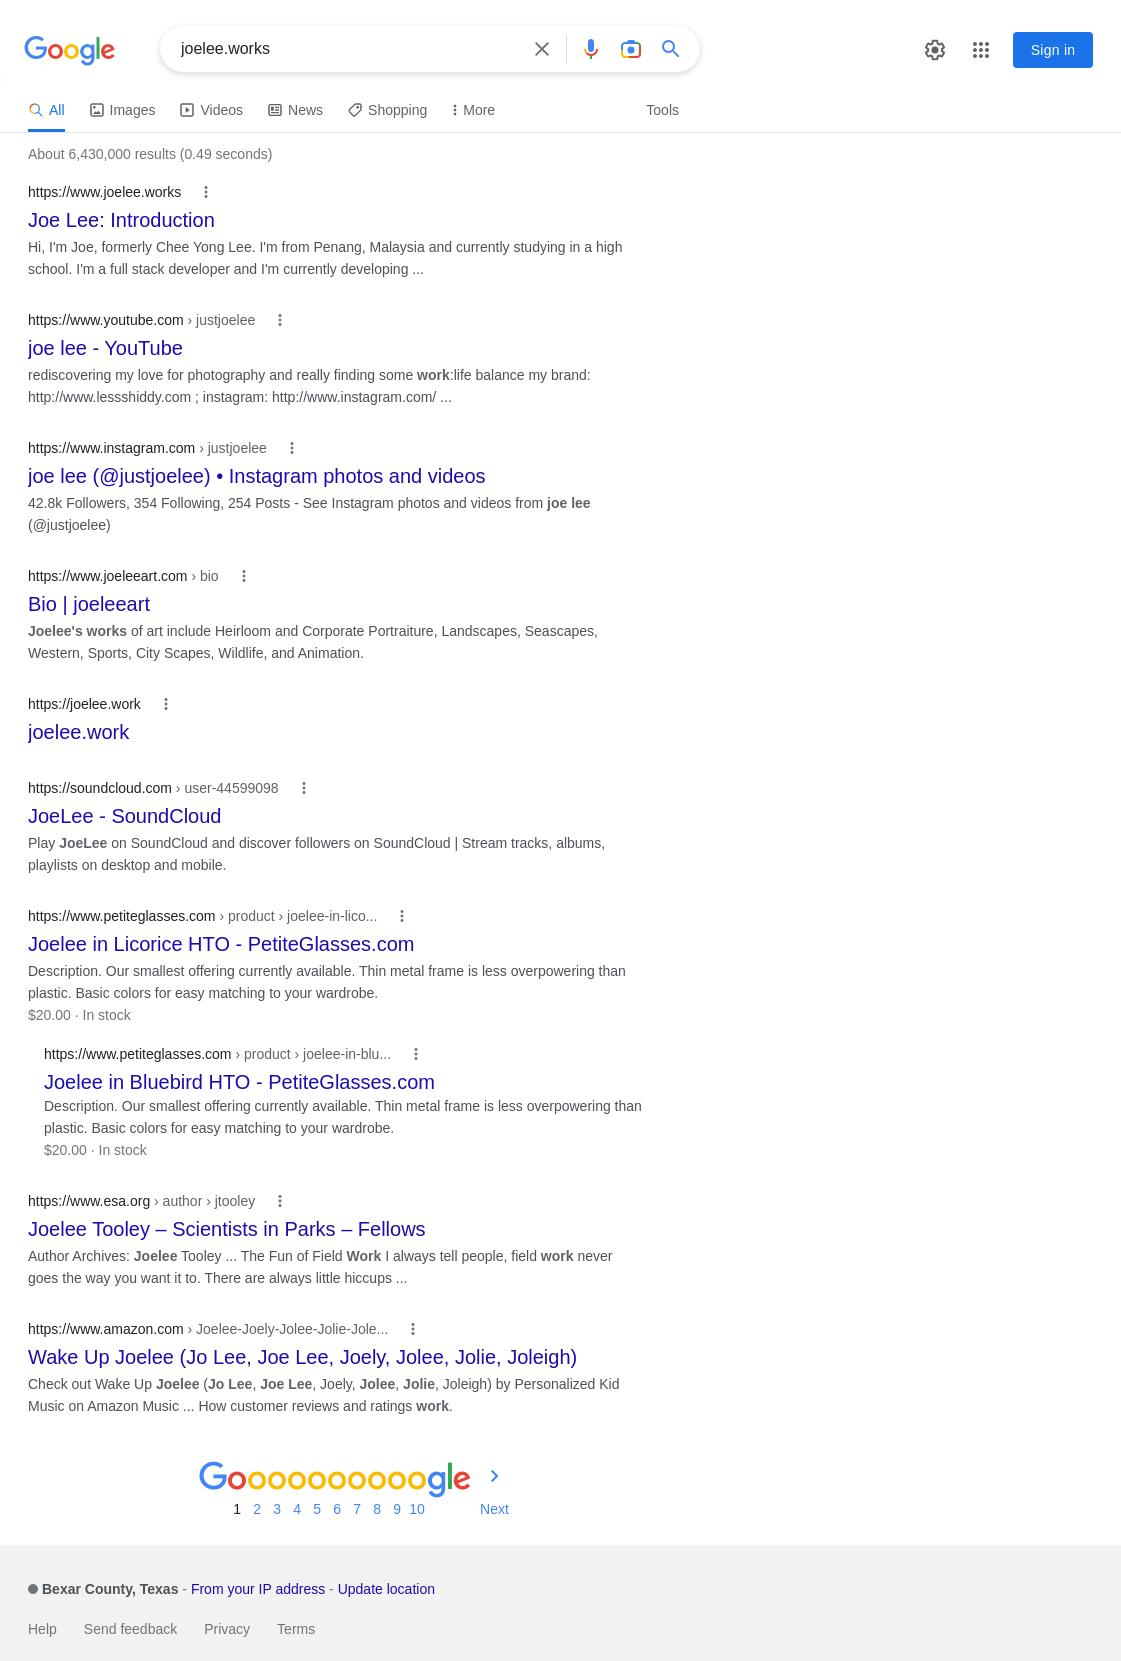 Google
joelee.works
Sign in
All
Images
Videos
News
Shopping
More
Tools
About 6,430,000 results (0.49 seconds)
https://www.joelee.works
Joe Lee: Introduction
Hi, I'm Joe, formerly Chee Yong Lee. I'm from Penang, Malaysia and currently studying in a high
school. I'm a full stack developer and I'm currently developing ...
https://www.youtube.com › justjoelee
joe lee - YouTube
rediscovering my love for photography and really finding some work:life balance my brand:
http://www.lessshiddy.com ; instagram: http://www.instagram.com/ ...
https://www.instagram.com › justjoelee
joe lee (@justjoelee) • Instagram photos and videos
42.8k Followers, 354 Following, 254 Posts - See Instagram photos and videos from joe lee
(@justjoelee)
https://www.joeleeart.com › bio
Bio | joeleeart
Joelee's works of art include Heirloom and Corporate Portraiture, Landscapes, Seascapes,
Western, Sports, City Scapes, Wildlife, and Animation.
https://joelee.work
joelee.work
https://soundcloud.com › user-44599098
JoeLee - SoundCloud
Play JoeLee on SoundCloud and discover followers on SoundCloud | Stream tracks, albums,
playlists on desktop and mobile.
https://www.petiteglasses.com › product › joelee-in-lico...
Joelee in Licorice HTO - PetiteGlasses.com
Description. Our smallest offering currently available. Thin metal frame is less overpowering than
plastic. Basic colors for easy matching to your wardrobe.
$20.00 · In stock
https://www.petiteglasses.com › product › joelee-in-blu...
Joelee in Bluebird HTO - PetiteGlasses.com
Description. Our smallest offering currently available. Thin metal frame is less overpowering than
plastic. Basic colors for easy matching to your wardrobe.
$20.00 · In stock
https://www.esa.org › author › jtooley
Joelee Tooley – Scientists in Parks – Fellows
Author Archives: Joelee Tooley ... The Fun of Field Work I always tell people, field work never
goes the way you want it to. There are always little hiccups ...
https://www.amazon.com › Joelee-Joely-Jolee-Jolie-Jole...
Wake Up Joelee (Jo Lee, Joe Lee, Joely, Jolee, Jolie, Joleigh)
Check out Wake Up Joelee (Jo Lee, Joe Lee, Joely, Jolee, Jolie, Joleigh) by Personalized Kid
Music on Amazon Music ... How customer reviews and ratings work.
Goooooooooogle
1 2 3 4 5 6 7 8 9 10 Next
Bexar County, Texas - From your IP address - Update location
Help Send feedback Privacy Terms